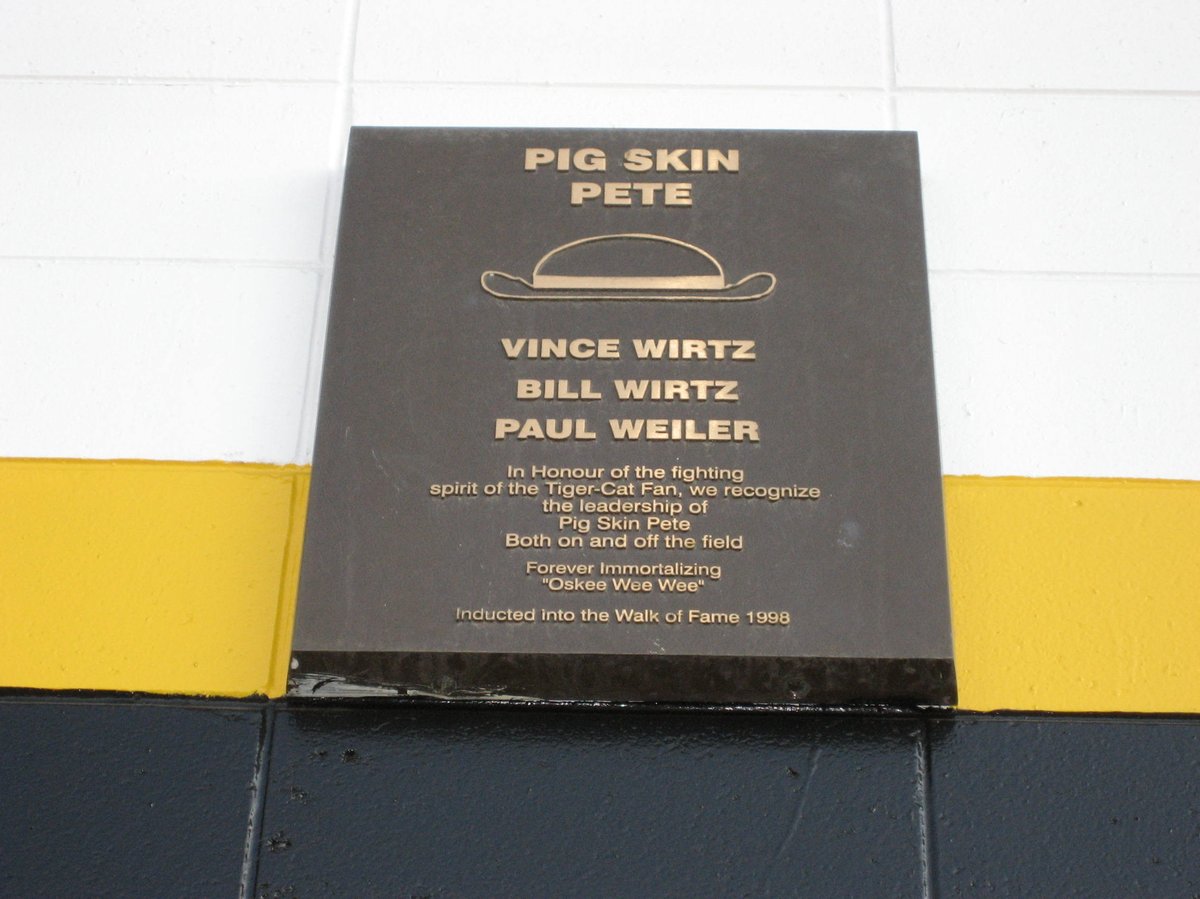 PIG SKIN
PETE
VINCE WIRTZ
BILL WIRTZ
PAUL WEILER
In Honour of the fighting
spirit of the Tiger-Cat Fan, we recognize
the leadership of
Pig Skin Pete
Both on and off the field
Forever Immortalizing
"Oskee Wee Wee"
Inducted into the Walk of Fame 1998